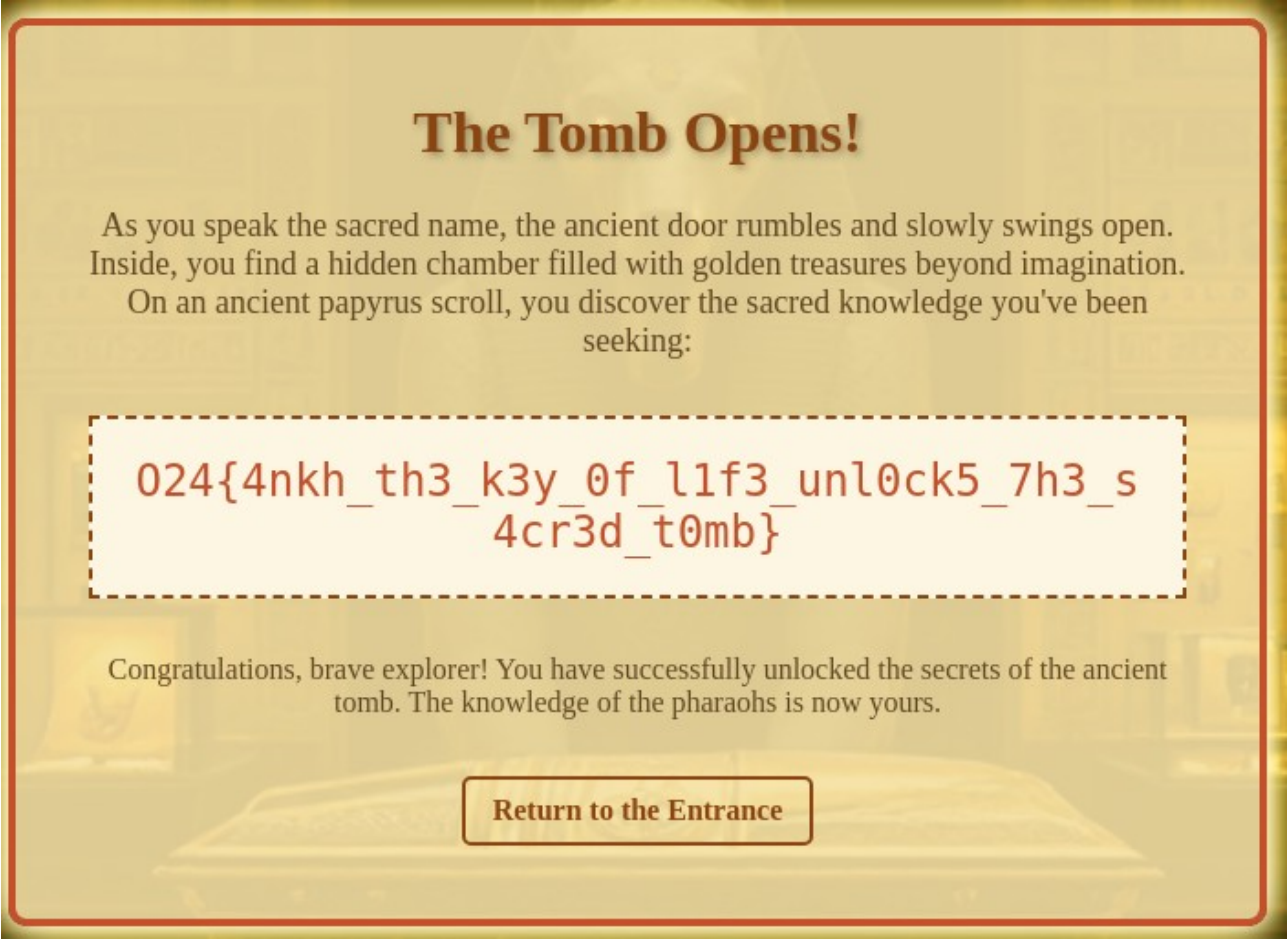 The Tomb Opens!
As you speak the sacred name, the ancient door rumbles and slowly swings open.
Inside, you find a hidden chamber filled with golden treasures beyond imagination.
On an ancient papyrus scroll, you discover the sacred knowledge you've been
seeking:
O24{4nkh_th3_k3y_0f_l1f3_unl0ck5_7h3_s
4cr3d_t0mb}
Congratulations, brave explorer! You have successfully unlocked the secrets of the ancient
tomb. The knowledge of the pharaohs is now yours.
Return to the Entrance